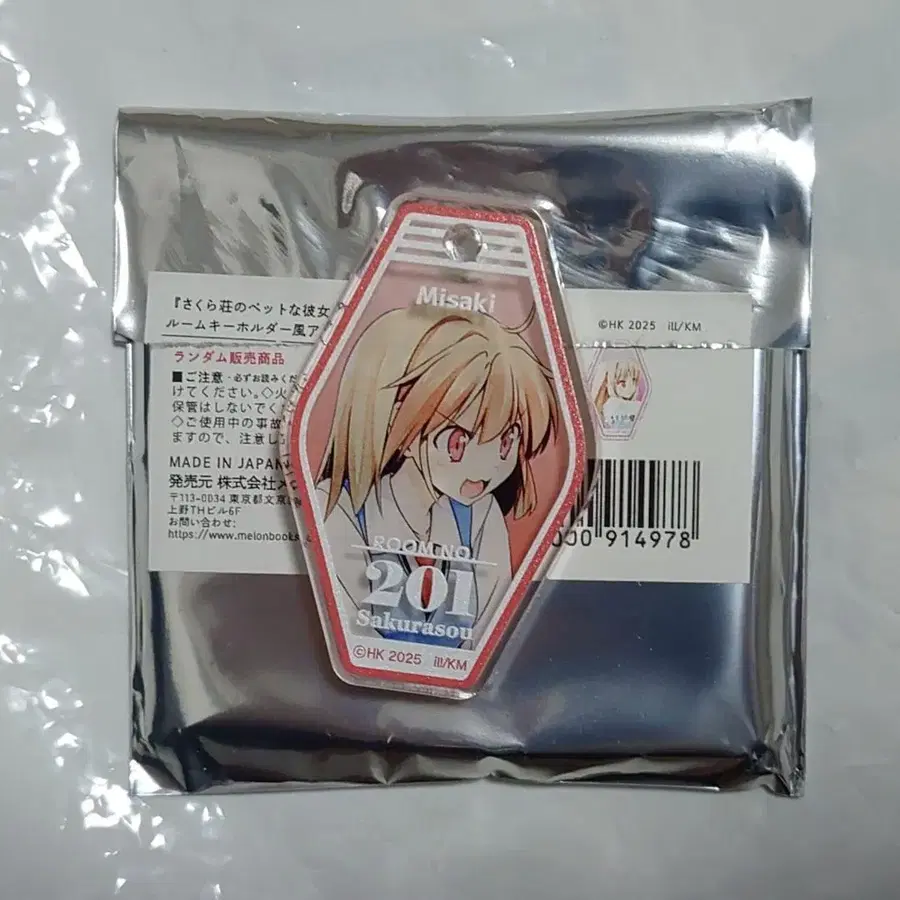 『さくら荘のペットな彼女
ルームキーホルダー風ア
ランダム販売商品
■ご注意・必ずお読みくだ
けてください。◇火
保管はしないでく
◇ご使用中の事故
ますので、注意し
MADE IN JAPAN
発売元 株式会社メ
〒113-0034 東京都文京
上野THビル6F
お問い合わせ:
https://www.melonbooks.
©HK 2025 ill/KM
914978
Misaki
ROOM NO.
201
Sakurasou
©HK 2025 ill/KM